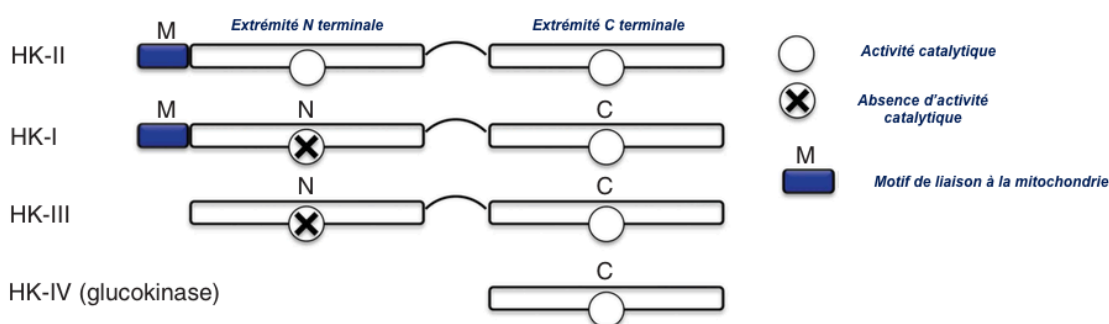 M
Extrémité N terminale
Extrémité C terminale
HK-II
Activité catalytique
M
N
C
HK-I
Absence d'activité
catalytique
M
N
C
HK-III
Motif de liaison à la mitochondrie
C
HK-IV (glucokinase)